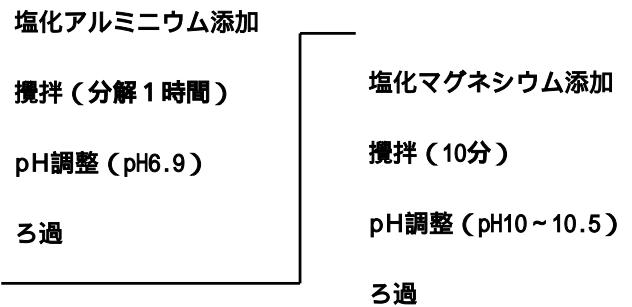 塩化アルミニウム添加
攪拌（分解１時間）
pH調整（pH6.9）
ろ過
塩化マグネシウム添加
攪拌（10分）
pH調整（pH10～10.5）
ろ過